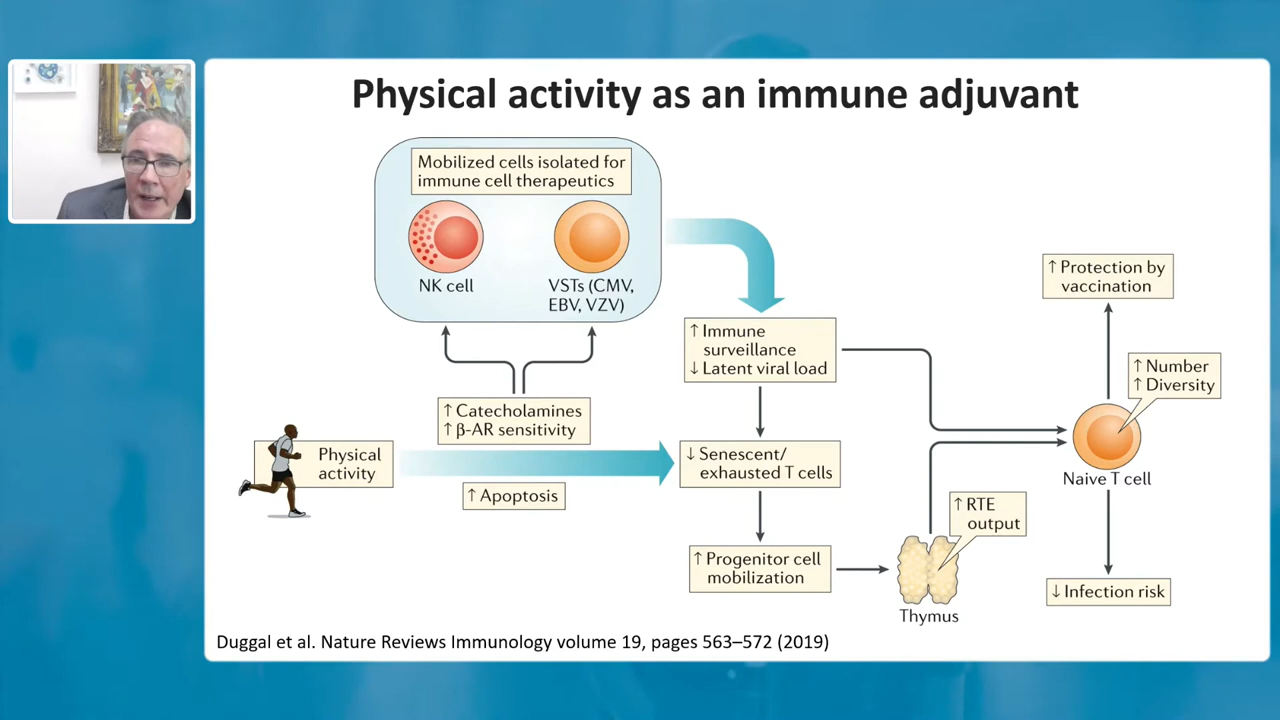 Physical activity as an immune adjuvant
Mobilized cells isolated for
immune cell therapeutics
NK cell
VSTs (CMV,
EBV, VZV)
↑ Catecholamines
↑ β-AR sensitivity
Physical
activity
↑ Apoptosis
↑ Immune
surveillance
↓ Latent viral load
↓ Senescent/
exhausted T cells
↑ Progenitor cell
mobilization
↑ RTE
output
Thymus
↑ Protection by
vaccination
↑ Number
↑ Diversity
Naive T cell
↓ Infection risk
Duggal et al. Nature Reviews Immunology volume 19, pages 563–572 (2019)